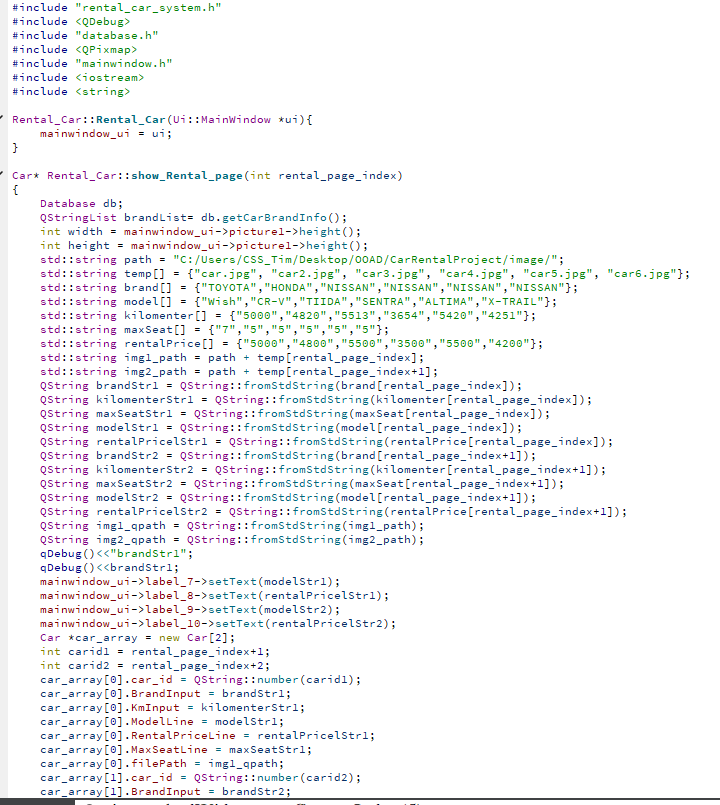 #include "rental_car_system.h"
#include <QDebug>
#include "database.h"
#include <QPixmap>
#include "mainwindow.h"
#include <iostream>
#include <string>
Rental_Car::Rental_Car(Ui::MainWindow *ui){
    mainwindow_ui = ui;
}
Car* Rental_Car::show_Rental_page(int rental_page_index)
{
    Database db;
    QStringList brandList= db.getCarBrandInfo();
    int width = mainwindow_ui->picture1->height();
    int height = mainwindow_ui->picture1->height();
    std::string path = "C:/Users/CSS_Tim/Desktop/OOAD/CarRentalProject/image/";
    std::string temp[] = {"car.jpg", "car2.jpg", "car3.jpg", "car4.jpg", "car5.jpg", "car6.jpg"};
    std::string brand[] = {"TOYOTA","HONDA","NISSAN","NISSAN","NISSAN","NISSAN"};
    std::string model[] = {"Wish","CR-V","TIIDA","SENTRA","ALTIMA","X-TRAIL"};
    std::string kilomenter[] = {"5000","4820","5513","3654","5420","4251"};
    std::string maxSeat[] = {"7","5","5","5","5","5"};
    std::string rentalPrice[] = {"5000","4800","5500","3500","5500","4200"};
    std::string img1_path = path + temp[rental_page_index];
    std::string img2_path = path + temp[rental_page_index+1];
    QString brandStr1 = QString::fromStdString(brand[rental_page_index]);
    QString kilomenterStr1 = QString::fromStdString(kilomenter[rental_page_index]);
    QString maxSeatStr1 = QString::fromStdString(maxSeat[rental_page_index]);
    QString modelStr1 = QString::fromStdString(model[rental_page_index]);
    QString rentalPricelStr1 = QString::fromStdString(rentalPrice[rental_page_index]);
    QString brandStr2 = QString::fromStdString(brand[rental_page_index+1]);
    QString kilomenterStr2 = QString::fromStdString(kilomenter[rental_page_index+1]);
    QString maxSeatStr2 = QString::fromStdString(maxSeat[rental_page_index+1]);
    QString modelStr2 = QString::fromStdString(model[rental_page_index+1]);
    QString rentalPricelStr2 = QString::fromStdString(rentalPrice[rental_page_index+1]);
    QString img1_qpath = QString::fromStdString(img1_path);
    QString img2_qpath = QString::fromStdString(img2_path);
    qDebug()<<"brandStr1";
    qDebug()<<brandStr1;
    mainwindow_ui->label_7->setText(modelStr1);
    mainwindow_ui->label_8->setText(rentalPricelStr1);
    mainwindow_ui->label_9->setText(modelStr2);
    mainwindow_ui->label_10->setText(rentalPricelStr2);
    Car *car_array = new Car[2];
    int carid1 = rental_page_index+1;
    int carid2 = rental_page_index+2;
    car_array[0].car_id = QString::number(carid1);
    car_array[0].BrandInput = brandStr1;
    car_array[0].KmInput = kilomenterStr1;
    car_array[0].ModelLine = modelStr1;
    car_array[0].RentalPriceLine = rentalPricelStr1;
    car_array[0].MaxSeatLine = maxSeatStr1;
    car_array[0].filePath = img1_qpath;
    car_array[1].car_id = QString::number(carid2);
    car_array[1].BrandInput = brandStr2;